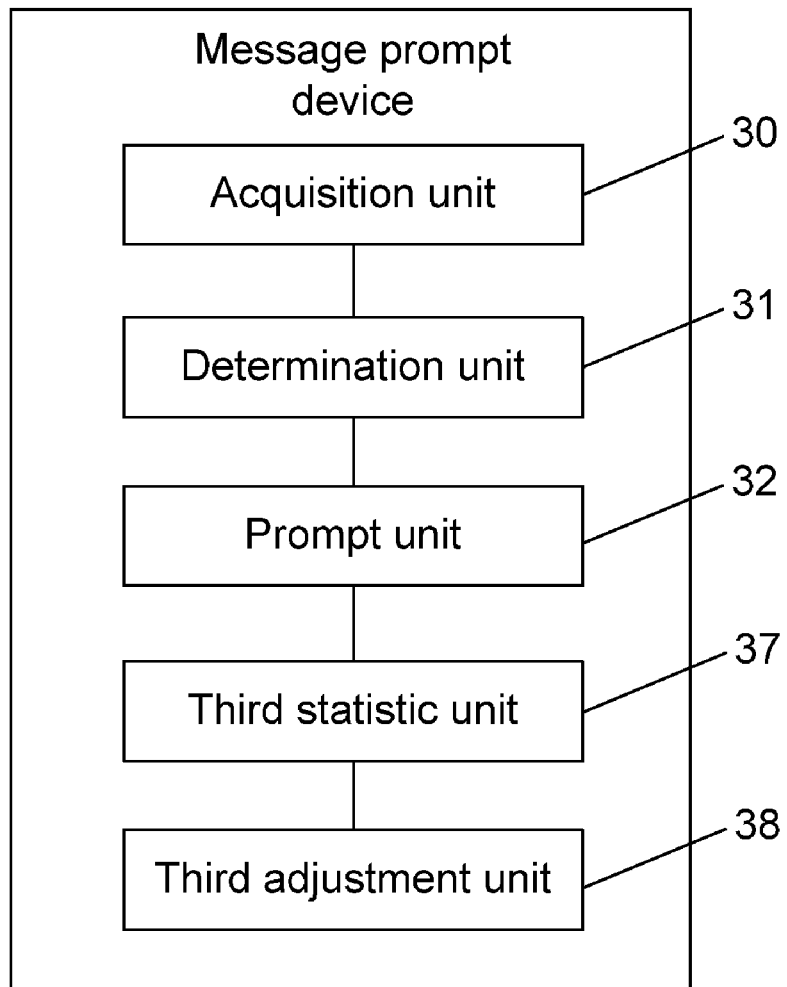 Message prompt
device
30
Acquisition unit
31
Determination unit
32
Prompt unit
37
Third statistic unit
38
Third adjustment unit